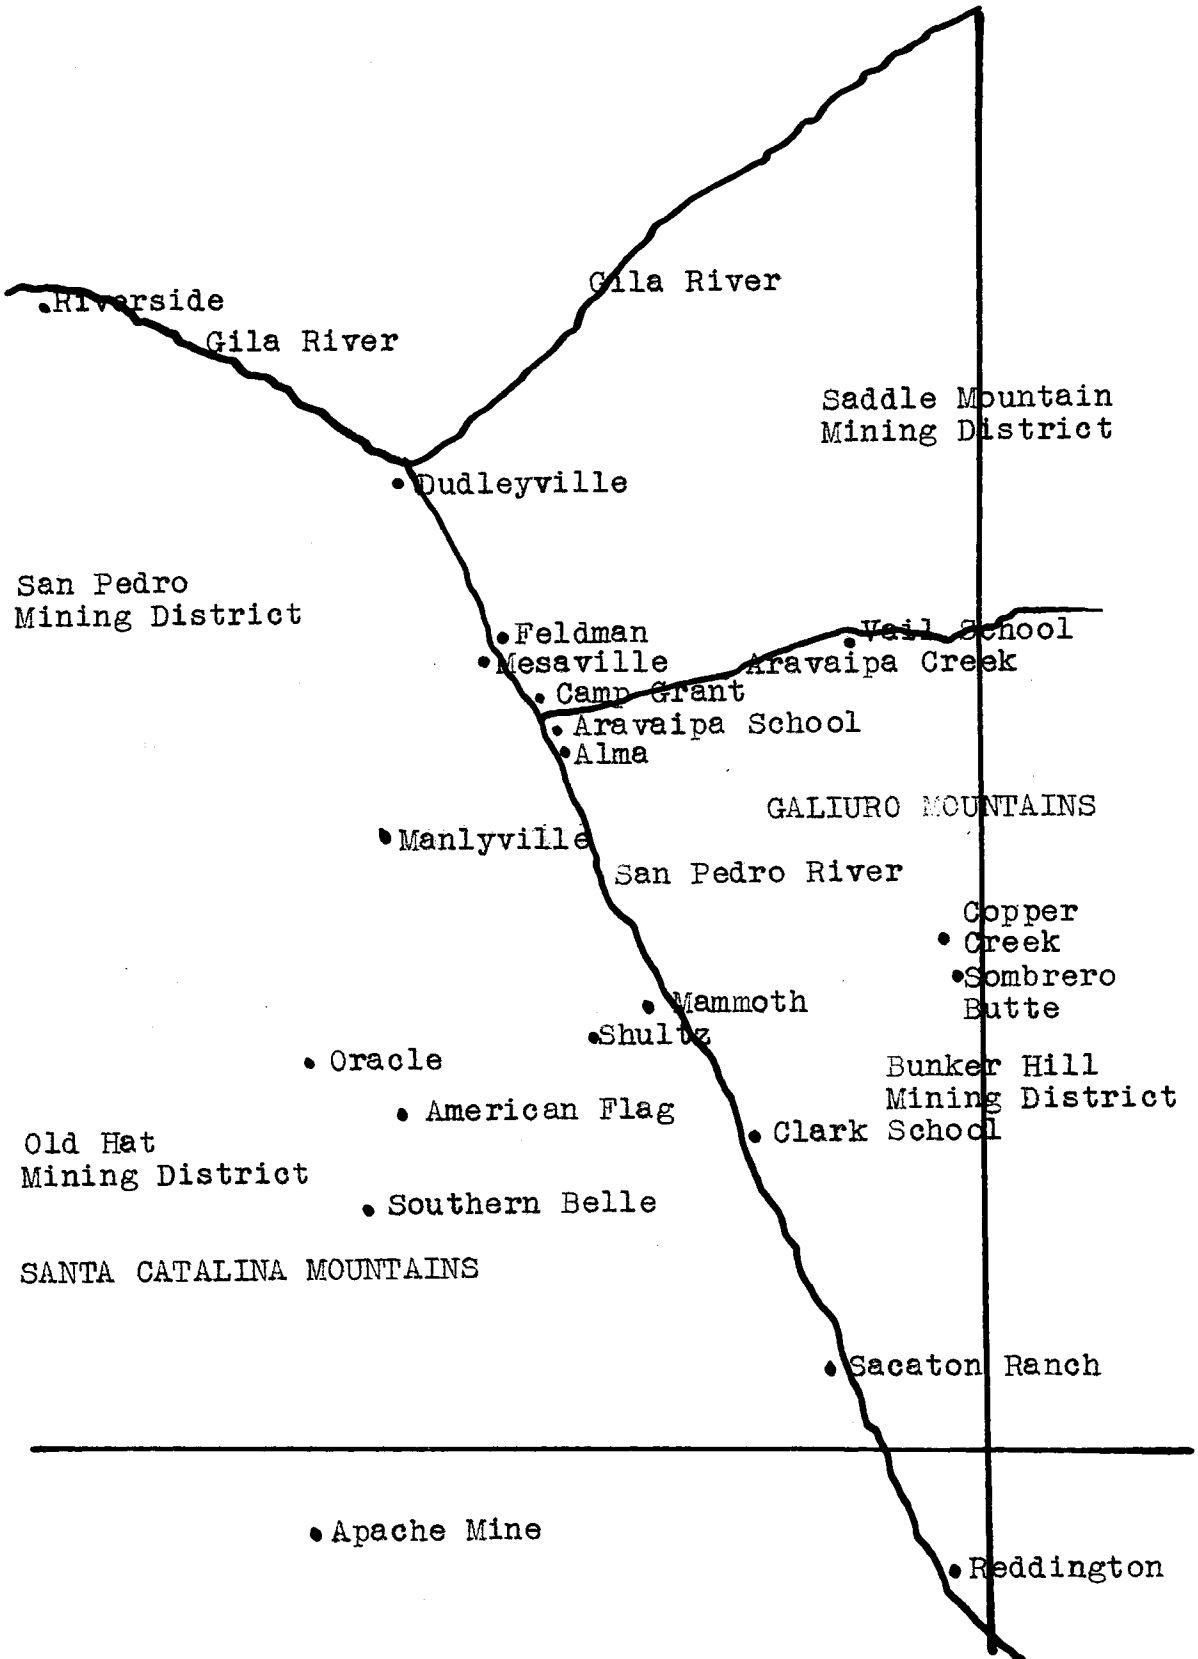 Gila River
Riverside
Gila River
Saddle Mountain
Mining District
Dudleyville
San Pedro
Mining District
Feldman
Vail School
Mesaville
Aravaipa Creek
Camp Grant
Aravaipa School
Alma
GALIURO MOUNTAINS
Manlyville
San Pedro River
Copper
Creek
Sombrero
Butte
Mammoth
Shultz
Oracle
Bunker Hill
Mining District
American Flag
Clark School
Old Hat
Mining District
Southern Belle
SANTA CATALINA MOUNTAINS
Sacaton Ranch
Apache Mine
Reddington